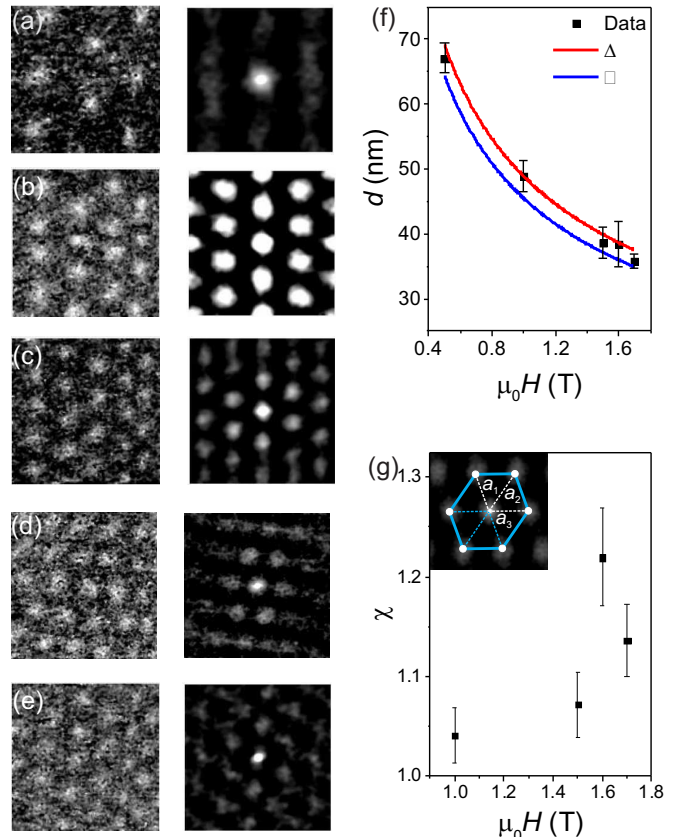 (a)
(b)
(c)
(d)
(e)
(f)
Data
Δ
□
70
60
50
40
30
d (nm)
0.4 0.8 1.2 1.6
μ₀H (T)
(g)
a₁
a₂
a₃
1.3
1.2
1.1
1.0
χ
1.0 1.2 1.4 1.6 1.8
μ₀H (T)